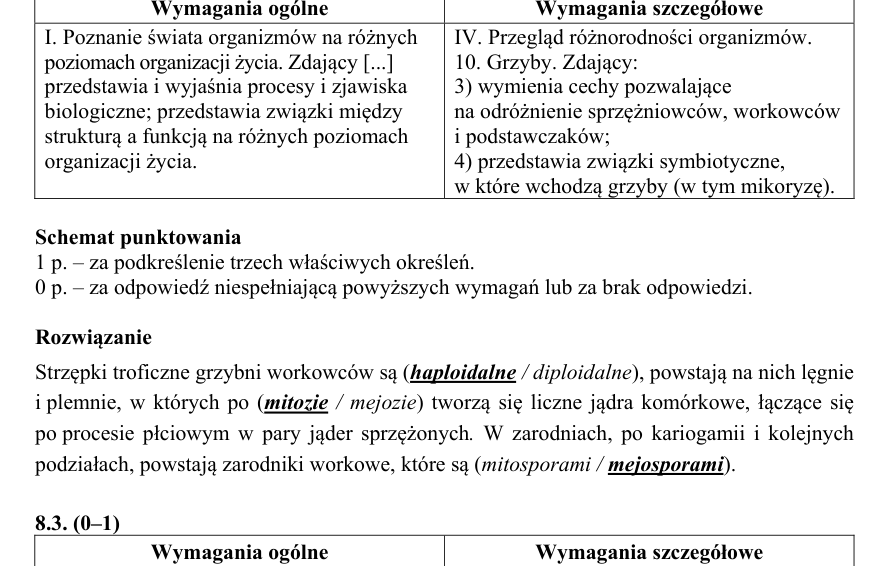 Wymagania ogólne
Wymagania szczegółowe
I. Poznanie świata organizmów na różnych
poziomach organizacji życia. Zdający [...]
przedstawia i wyjaśnia procesy i zjawiska
biologiczne; przedstawia związki między
strukturą a funkcją na różnych poziomach
organizacji życia.
IV. Przegląd różnorodności organizmów.
10. Grzyby. Zdający:
3) wymienia cechy pozwalające
na odróżnienie sprzężniowców, workowców
i podstawczaków;
4) przedstawia związki symbiotyczne,
w które wchodzą grzyby (w tym mikoryzę).
Schemat punktowania
1 p. – za podkreślenie trzech właściwych określeń.
0 p. – za odpowiedź niespełniającą powyższych wymagań lub za brak odpowiedzi.
Rozwiązanie
Strzępki troficzne grzybni workowców są (haploidalne / diploidalne), powstają na nich lęgnie
i plemnie, w których po (mitozie / mejozie) tworzą się liczne jądra komórkowe, łączące się
po procesie płciowym w pary jąder sprzężonych. W zarodniach, po kariogamii i kolejnych
podziałach, powstają zarodniki workowe, które są (mitosporami / mejosporami).
8.3. (0–1)
Wymagania ogólne
Wymagania szczegółowe